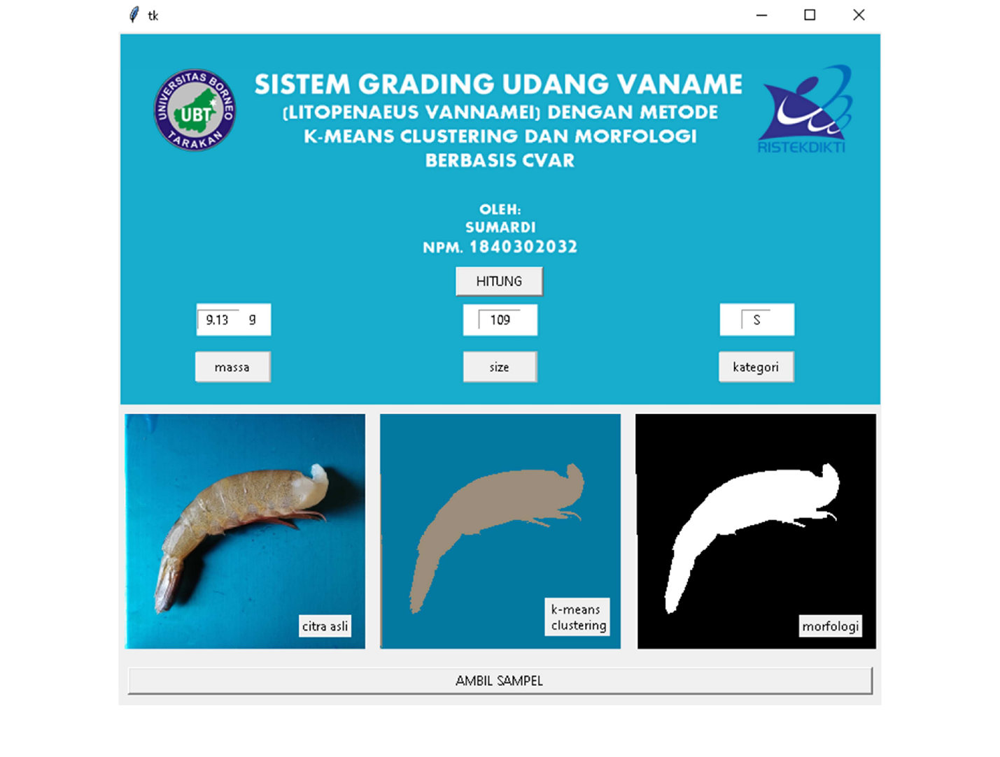 tk
SISTEM GRADING UDANG VANAME
(LITOPENAEUS VANNAMEI) DENGAN METODE
K-MEANS CLUSTERING DAN MORFOLOGI
BERBASIS CVAR
UNIVERSITAS BORNEO
UBT
TARAKAN
RISTEKDIKTI
OLEH:
SUMARDI
NPM. 1840302032
HITUNG
9.13 g
109
S
massa
size
kategori
citra asli
k-means
clustering
morfologi
AMBIL SAMPEL